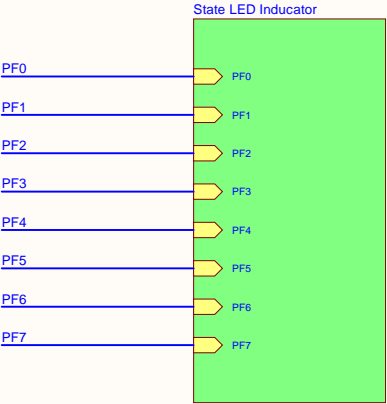 State LED Inducator
PF0 PF0
PF1 PF1
PF2 PF2
PF3 PF3
PF4 PF4
PF5 PF5
PF6 PF6
PF7 PF7